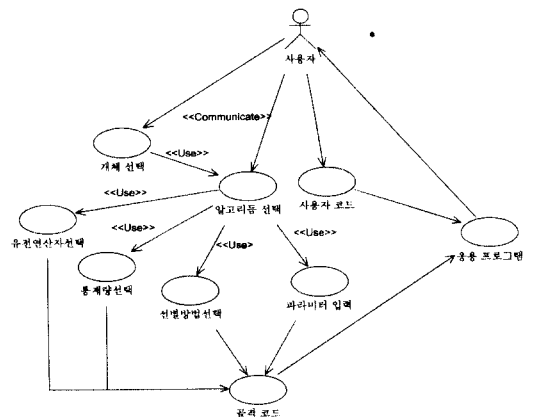 사용자
<<Communicate>>
개체 선택
<<Use>>
<<Use>>
알고리듬 선택
사용자 코드
<<Use>>
<<Use>
<<Use>>
유전연산자선택
응용 프로그램
통계량선택
선별방법선택
파라미터 입력
골격 코드